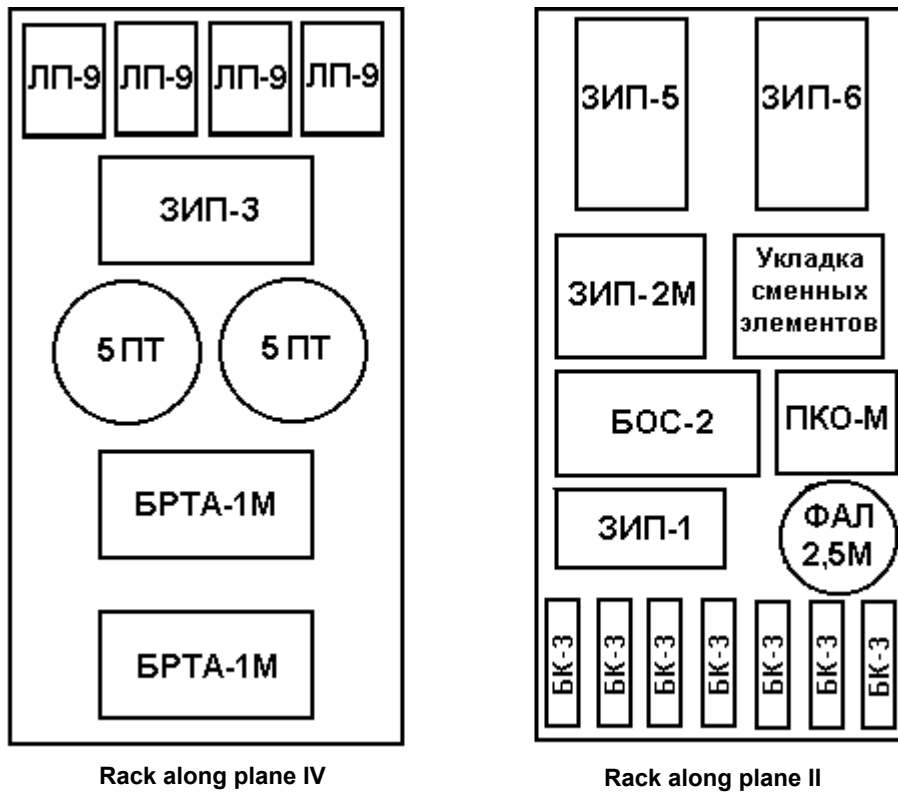 ЛП-9 ЛП-9 ЛП-9 ЛП-9
ЗИП-3
5 ПТ 5 ПТ
БРТА-1М
БРТА-1М
Rack along plane IV
ЗИП-5 ЗИП-6
ЗИП-2М
Укладка
сменных
элементов
БОС-2 ПКО-М
ЗИП-1
ФАЛ
2,5М
БК-3 БК-3 БК-3 БК-3 БК-3 БК-3 БК-3
Rack along plane II